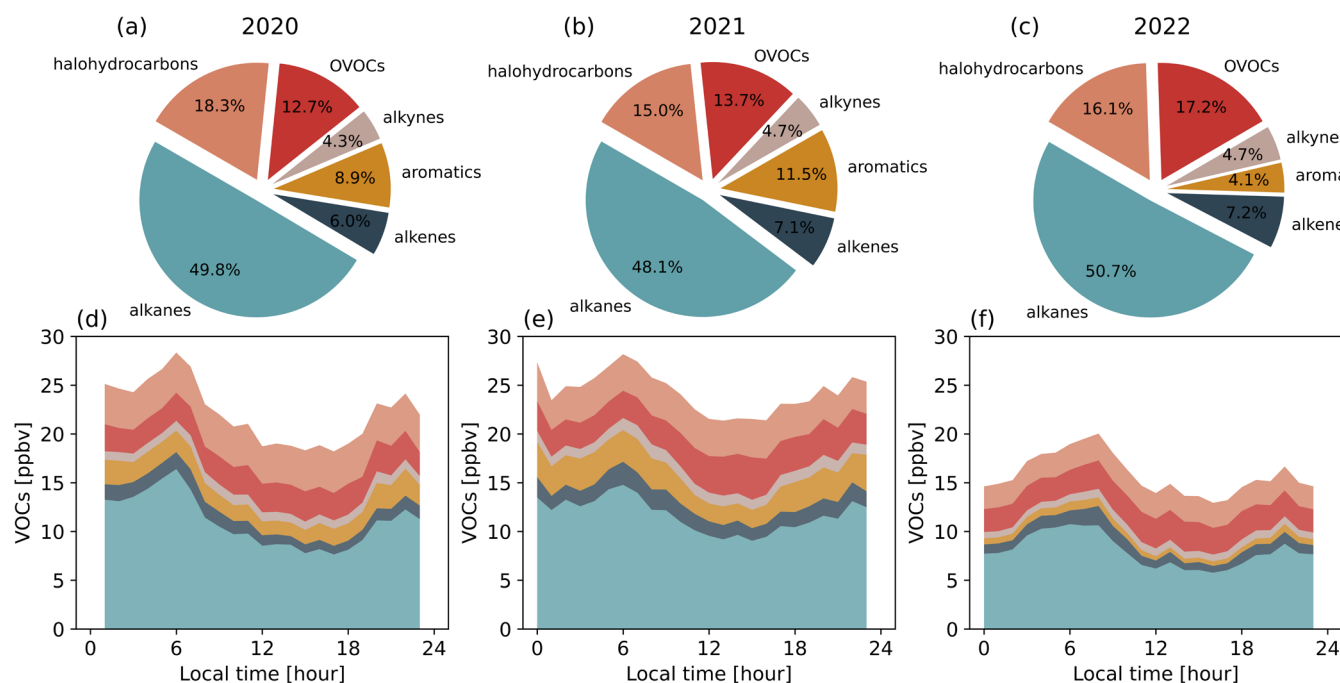 (a) 2020
halohydrocarbons
OVOCs
18.3%
12.7%
alkynes
4.3%
aromatics
8.9%
6.0%
alkenes
49.8%
alkanes
(b) 2021
halohydrocarbons
OVOCs
15.0%
13.7%
alkynes
4.7%
aromatics
11.5%
7.1%
alkenes
48.1%
alkanes
(c) 2022
halohydrocarbons
OVOCs
16.1%
17.2%
alkyne
4.7%
aroma
4.1%
7.2%
alkene
50.7%
alkanes
(d)
VOCs [ppbv]
30
25
20
15
10
5
0
0 6 12 18 24
Local time [hour]
(e)
VOCs [ppbv]
30
25
20
15
10
5
0
0 6 12 18 24
Local time [hour]
(f)
VOCs [ppbv]
30
25
20
15
10
5
0
0 6 12 18 24
Local time [hour]